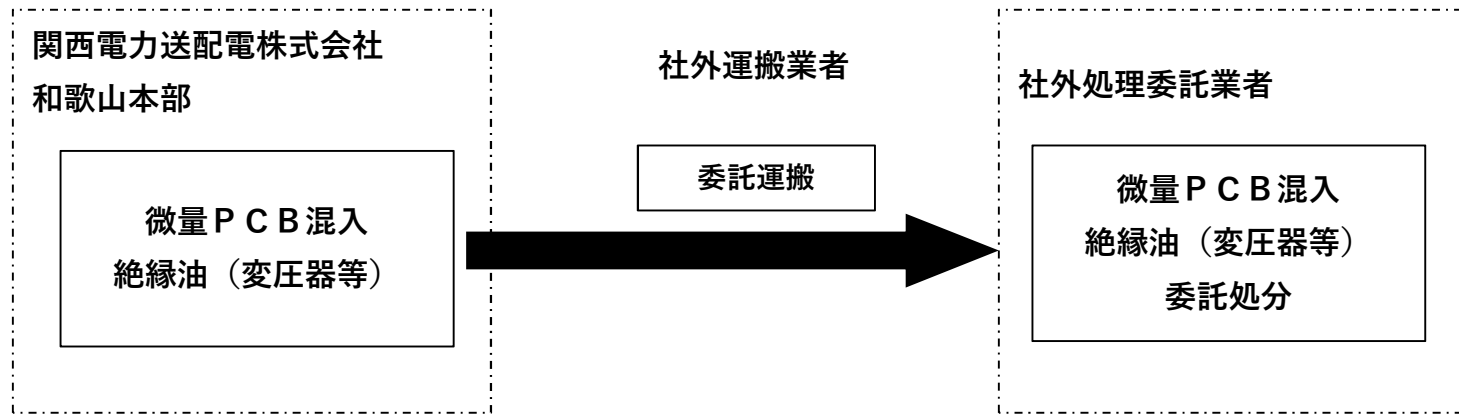 関西電力送配電株式会社
和歌山本部
微量ＰＣＢ混入
絶縁油（変圧器等）
社外運搬業者
委託運搬
社外処理委託業者
微量ＰＣＢ混入
絶縁油（変圧器等）
委託処分